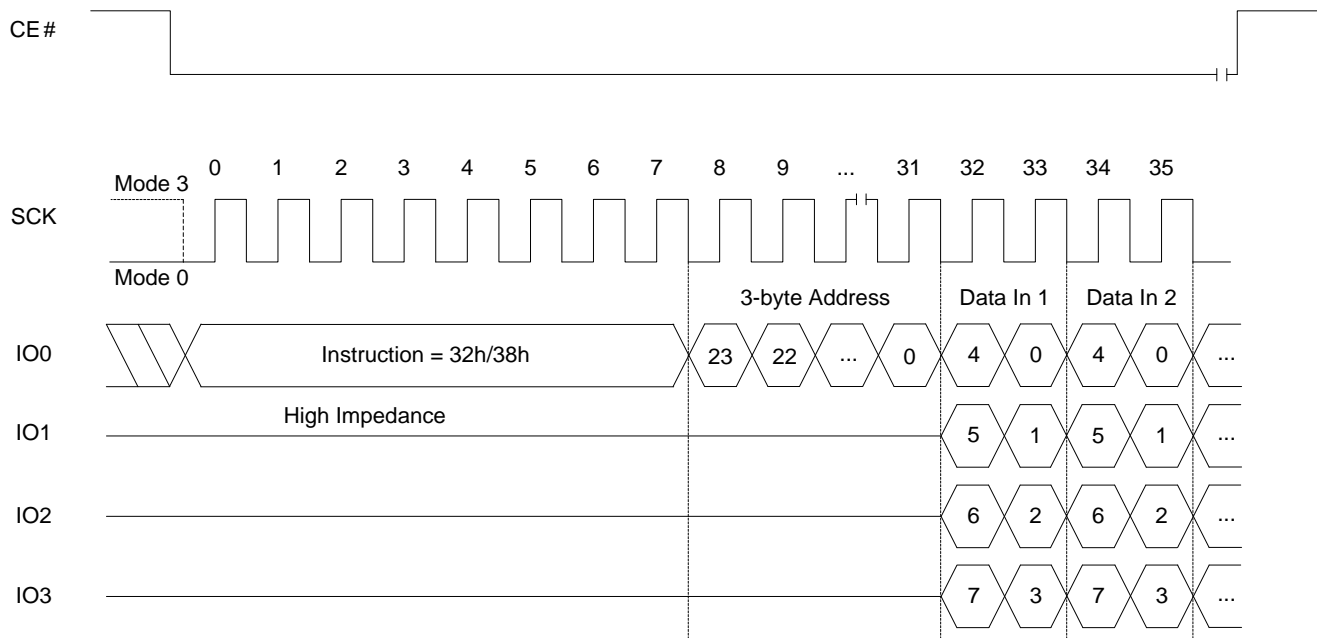 CE#
0 1 2 3 4 5 6 7 8 9 ... 31 32 33 34 35
Mode 3
SCK
Mode 0
3-byte Address Data In 1 Data In 2
IO0 Instruction = 32h/38h 23 22 ... 0 4 0 4 0 ...
High Impedance
IO1 5 1 5 1 ...
IO2 6 2 6 2 ...
IO3 7 3 7 3 ...